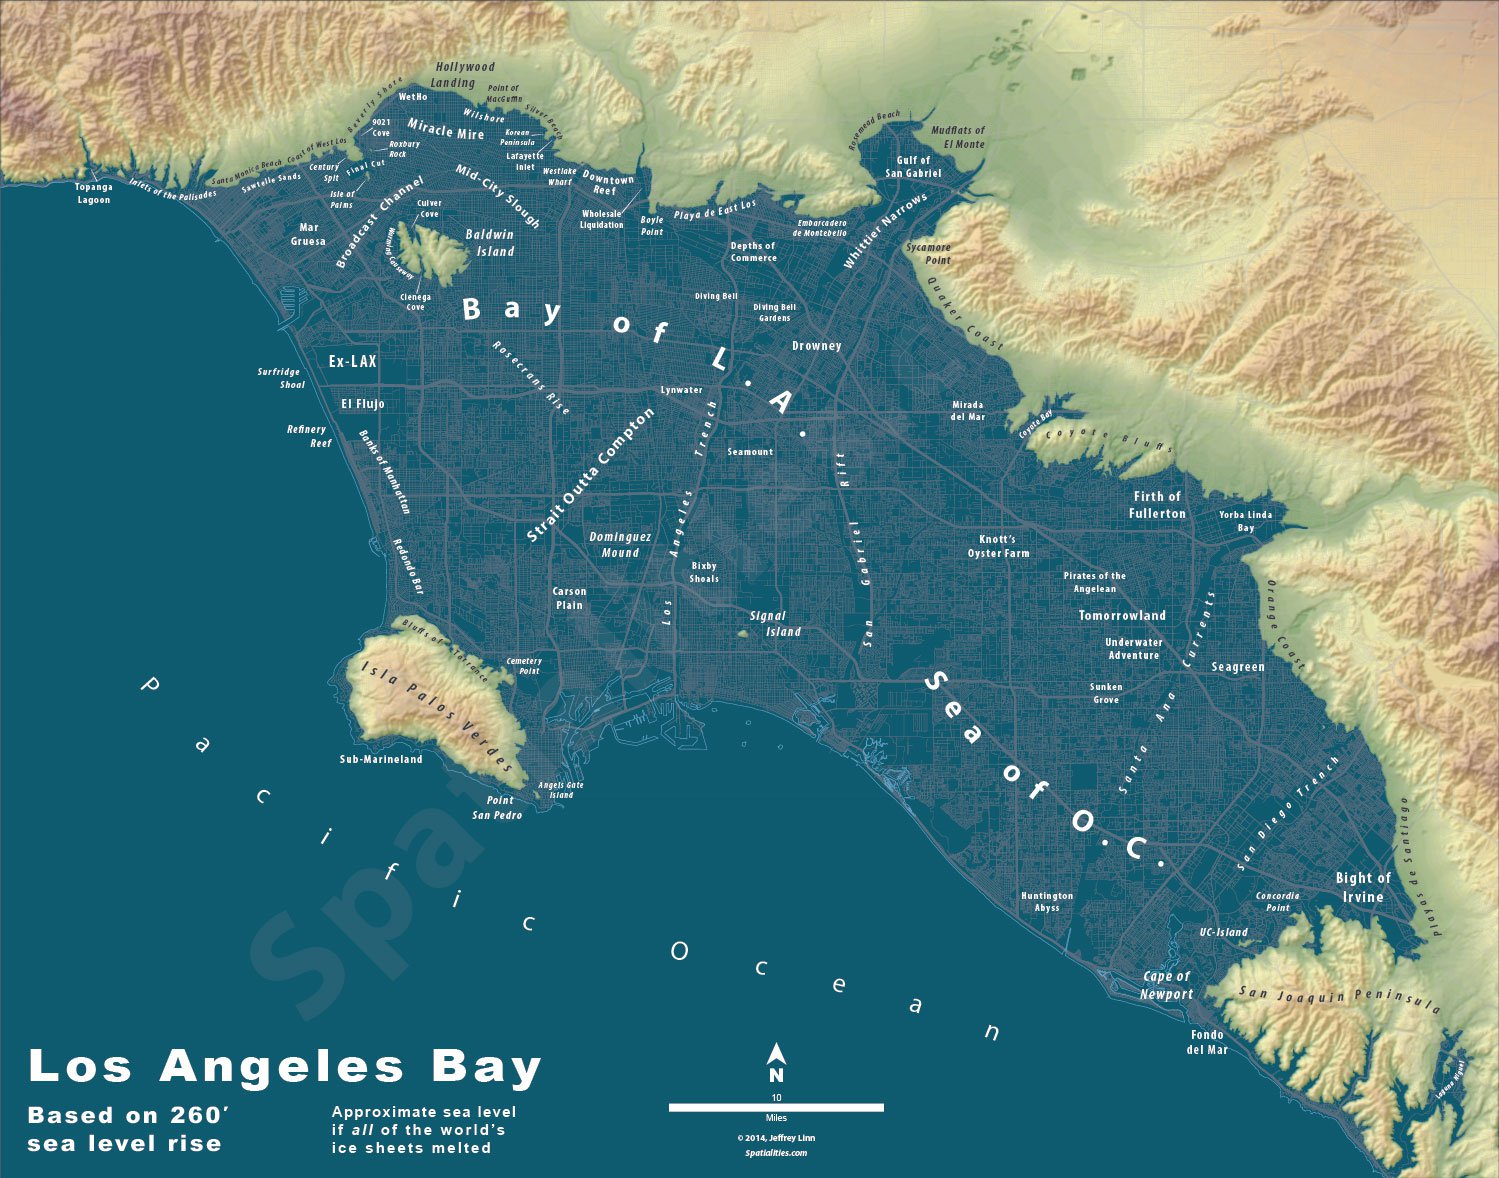 Hollywood
Landing
Point of
MacGuffin
Silver Beach
Beverly Shore
WetHo
Wilshore
9021
Cove
Miracle Mire
Korean
Peninsula
Roxbury
Rock
Lafayette
Inlet
Rosemead Beach
Mudflats of
El Monte
Gulf of
San Gabriel
Coast of West Los
Santa Monica Beach
Century
Spit
Final Cut
Westlake
Wharf
Downtown
Reef
Topanga
Lagoon
Inlets of the Palisades
Sawtelle Sands
Isle of
Palms
Mid-City Slough
Broadcast Channel
Culver
Cove
Wholesale
Liquidation
Boyle
Point
Playa de East Los
Embarcadero
de Montebello
Whittier Narrows
Mar
Gruesa
Baldwin
Island
Depths of
Commerce
Sycamore
Point
Cienega
Cove
Diving Bell
Diving Bell
Gardens
Quaker Coast
Bay of L.A.
Rosecrans Rise
Drowney
Ex-LAX
Surfridge
Shoal
El Flujo
Lynwater
Mirada
del Mar
Coyote Bay
Coyote Bluffs
Refinery
Reef
Banks of Manhattan
Strait Outta Compton
Los Angeles Trench
Seamount
San Gabriel Rift
Firth of
Fullerton
Yorba Linda
Bay
Redondo Bar
Dominguez
Mound
Bixby
Shoals
Knott's
Oyster Farm
Carson
Plain
Pirates of the
Angelean
Tomorrowland
Signal
Island
Underwater
Adventure
Santa Ana Currents
Seagreen
Orange Coast
Bluffs of Torrance
Cemetery
Point
Isla Palos Verdes
Sunken
Grove
Sea of O.C.
Sub-Marineland
Angels Gate
Island
Point
San Pedro
San Diego Trench
Playas de Santiago
Bight of
Irvine
Huntington
Abyss
Concordia
Point
UC-Island
Cape of
Newport
San Joaquin Peninsula
Fondo
del Mar
Laguna Niguel
Pacific Ocean
Spat
Los Angeles Bay
Based on 260′
sea level rise
Approximate sea level
if all of the world's
ice sheets melted
N
10
Miles
© 2014, Jeffrey Linn
Spatialities.com